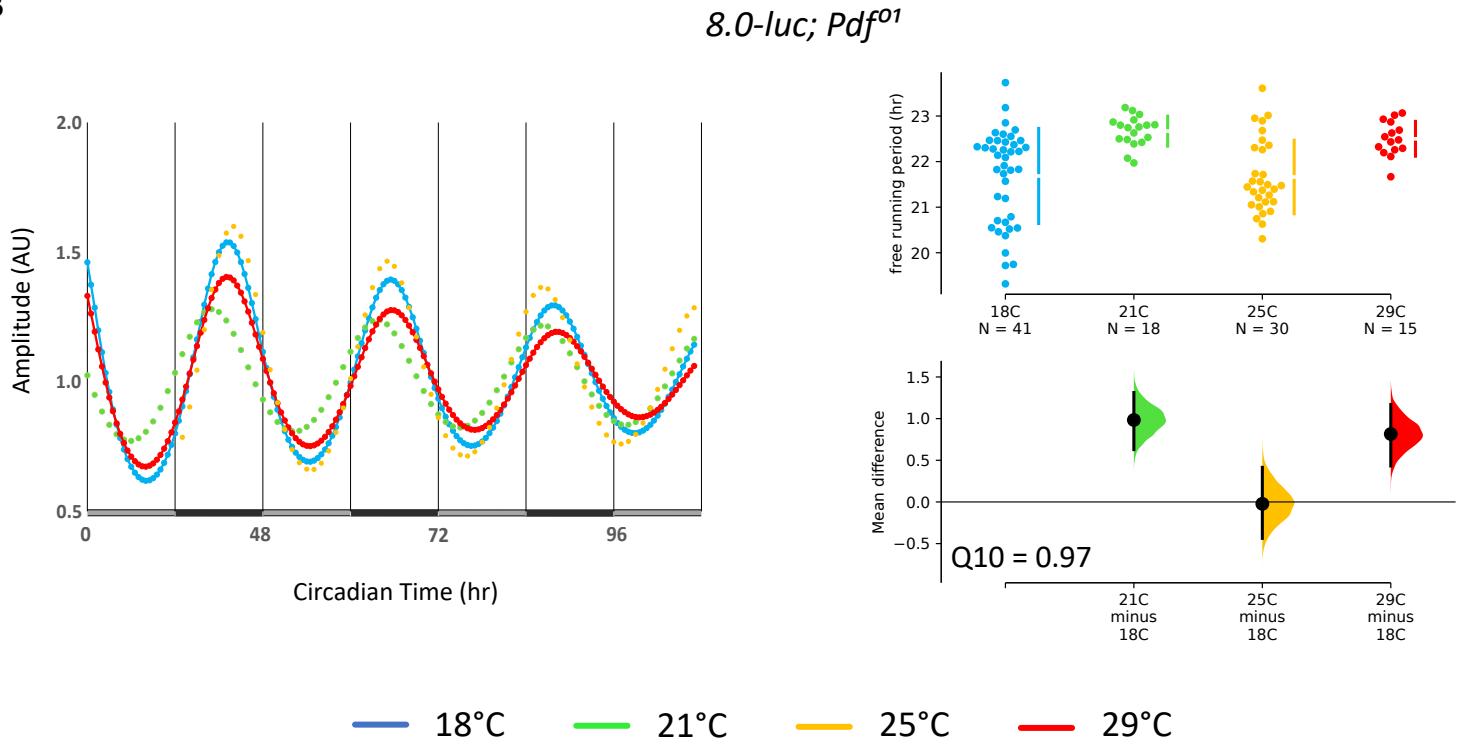 8.0-luc; Pdf⁰¹
2.0
1.5
1.0
0.5
0
48
72
96
Amplitude (AU)
Circadian Time (hr)
free running period (hr)
23
22
21
20
18C
N = 41
21C
N = 18
25C
N = 30
29C
N = 15
Mean difference
1.5
1.0
0.5
0.0
−0.5
Q10 = 0.97
21C
minus
18C
25C
minus
18C
29C
minus
18C
18°C
21°C
25°C
29°C